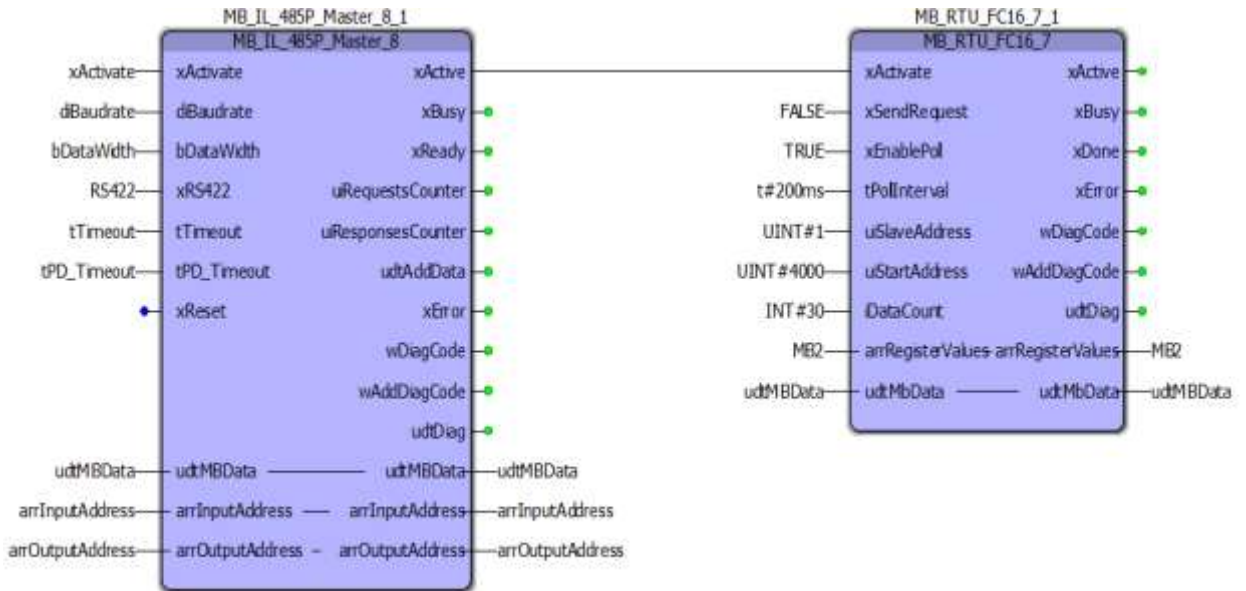 MB_IL_485P_Master_8_1
MB_IL_485P_Master_8
xActivate xActivate xActive
diBaudrate diBaudrate xBusy
bDataWidth bDataWidth xReady
RS422 xRS422 uiRequestsCounter
tTimeout tTimeout uiResponsesCounter
tPD_Timeout tPD_Timeout udtAddData
xReset xError
wDiagCode
wAddDiagCode
udtDiag
udtMBData udtMBData udtMBData udtMBData
arrInputAddress arrInputAddress arrInputAddress arrInputAddress
arrOutputAddress arrOutputAddress arrOutputAddress arrOutputAddress
MB_RTU_FC16_7_1
MB_RTU_FC16_7
xActivate xActive
FALSE xSendRequest xBusy
TRUE xEnablePoll xDone
t#200ms tPollInterval xError
UINT#1 uiSlaveAddress wDiagCode
UINT#4000 uiStartAddress wAddDiagCode
INT#30 iDataCount udtDiag
MB2 arrRegisterValues arrRegisterValues MB2
udtMBData udtMbData udtMbData udtMBData